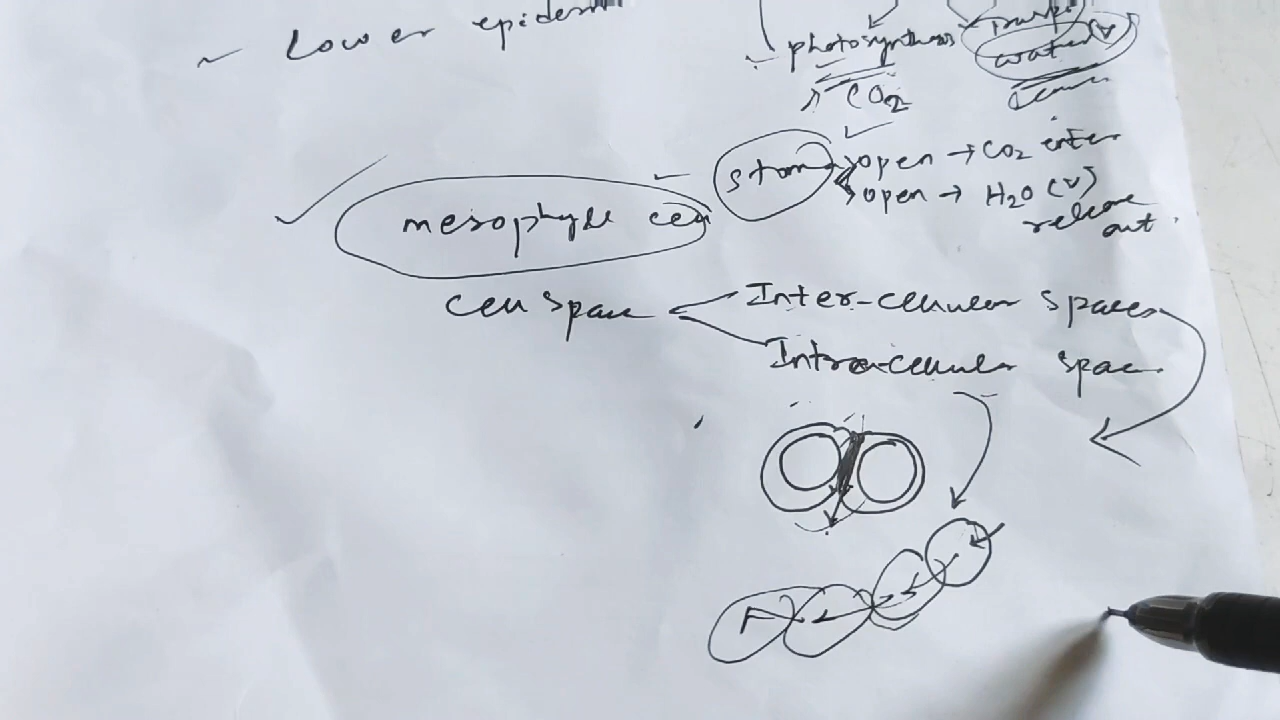 Lower epiderm
photosynthesis
water (v)
CO2
stom open → CO2 enter
open → H2O (v)
release
out
mesophyll cell
Cell Space Inter-cellular Spaces
Intra-cellular Space